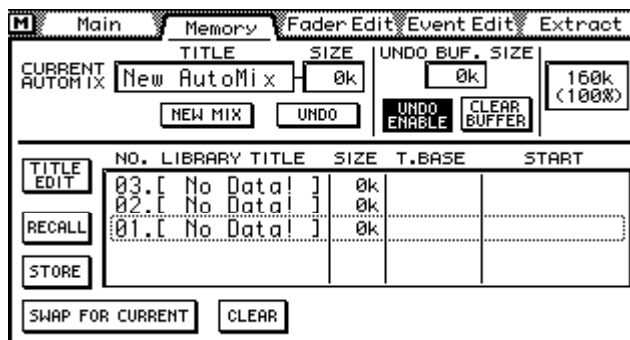 M Main Memory Fader Edit Event Edit Extract
TITLE SIZE UNDO BUF. SIZE
CURRENT AUTOMIX New AutoMix 0k 0k 160k (100%)
NEW MIX UNDO UNDO ENABLE CLEAR BUFFER
NO. LIBRARY TITLE SIZE T.BASE START
TITLE EDIT
03.[ No Data! ] 0k
02.[ No Data! ] 0k
RECALL 01.[ No Data! ] 0k
STORE
SWAP FOR CURRENT CLEAR